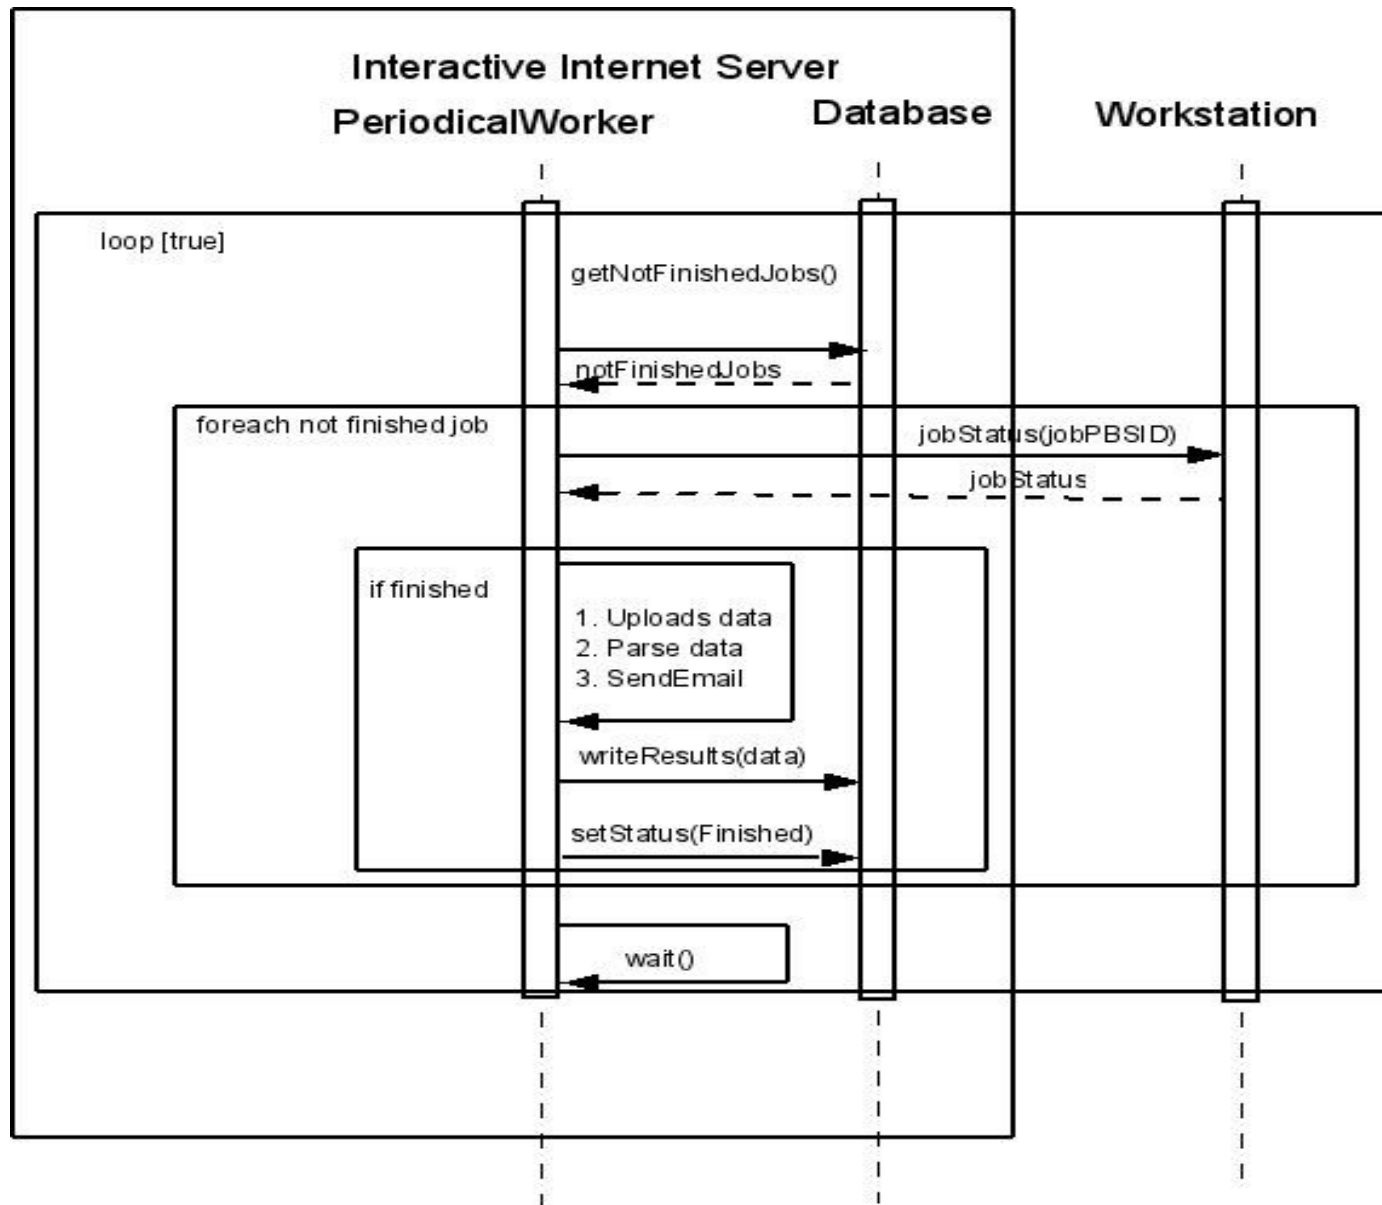 Interactive Internet Server
PeriodicalWorker
Database
Workstation
loop [true]
getNotFinishedJobs()
notFinishedJobs
foreach not finished job
jobStatus(jobPBSID)
jobStatus
if finished
1. Uploads data
2. Parse data
3. SendEmail
writeResults(data)
setStatus(Finished)
wait()